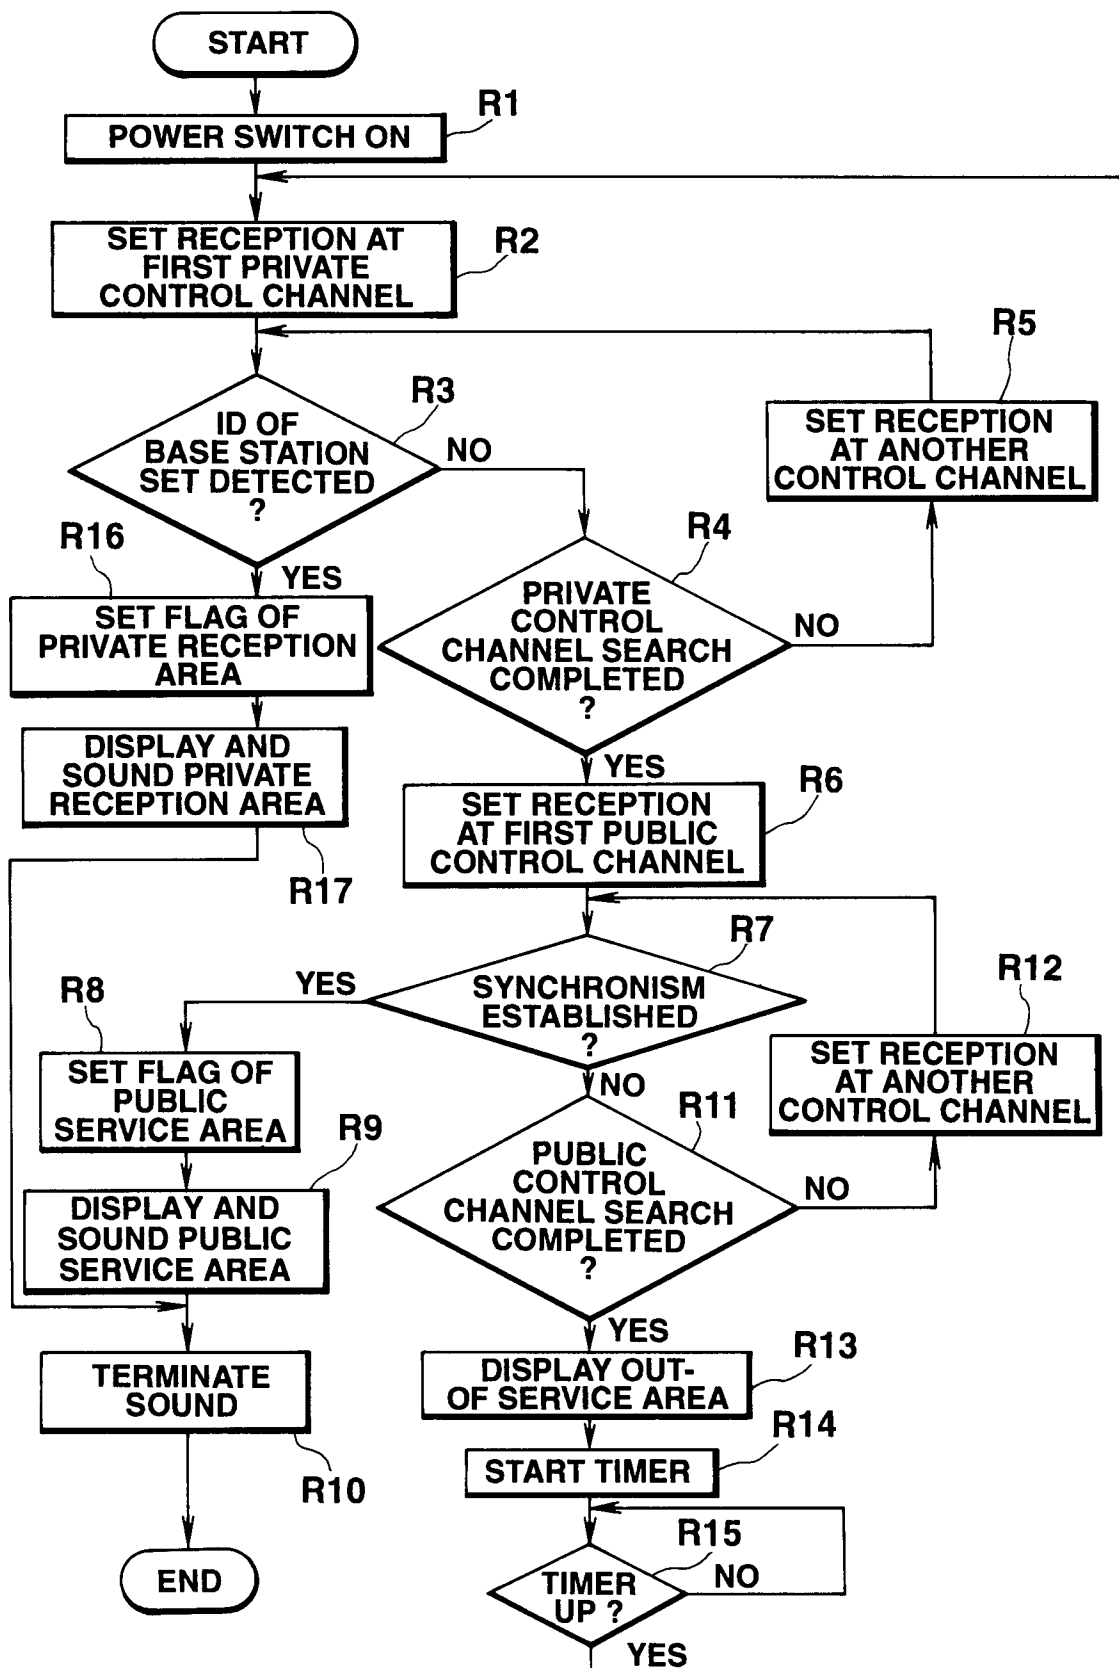 START
R1
POWER SWITCH ON
R2
SET RECEPTION AT
FIRST PRIVATE
CONTROL CHANNEL
R5
SET RECEPTION
AT ANOTHER
CONTROL CHANNEL
R3
ID OF
BASE STATION
SET DETECTED
?
NO
YES
R4
PRIVATE
CONTROL
CHANNEL SEARCH
COMPLETED
?
NO
YES
R16
SET FLAG OF
PRIVATE RECEPTION
AREA
DISPLAY AND
SOUND PRIVATE
RECEPTION AREA
R17
R6
SET RECEPTION
AT FIRST PUBLIC
CONTROL CHANNEL
R7
SYNCHRONISM
ESTABLISHED
?
YES
NO
R12
SET RECEPTION
AT ANOTHER
CONTROL CHANNEL
R8
SET FLAG OF
PUBLIC
SERVICE AREA
R9
DISPLAY AND
SOUND PUBLIC
SERVICE AREA
R11
PUBLIC
CONTROL
CHANNEL SEARCH
COMPLETED
?
NO
YES
TERMINATE
SOUND
R10
END
R13
DISPLAY OUT-
OF SERVICE AREA
R14
START TIMER
R15
TIMER
UP ?
NO
YES